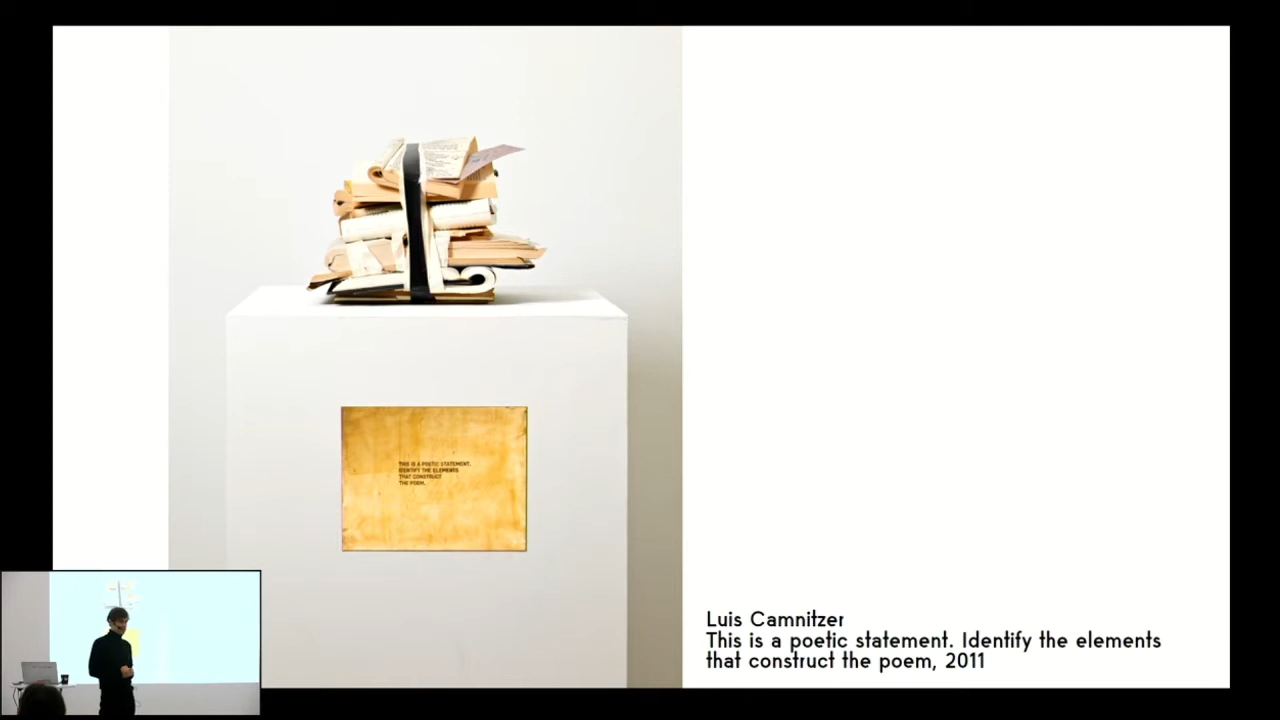 THIS IS A POETIC STATEMENT.
IDENTIFY THE ELEMENTS
THAT CONSTRUCT
THE POEM.
Luis Camnitzer
This is a poetic statement. Identify the elements
that construct the poem, 2011